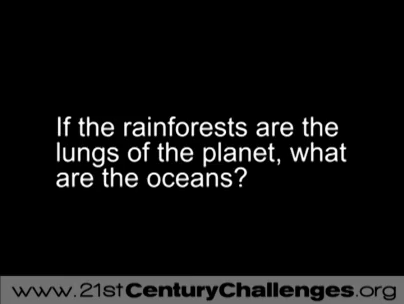 If the rainforests are the
lungs of the planet, what
are the oceans?
www.21stCenturyChallenges.org